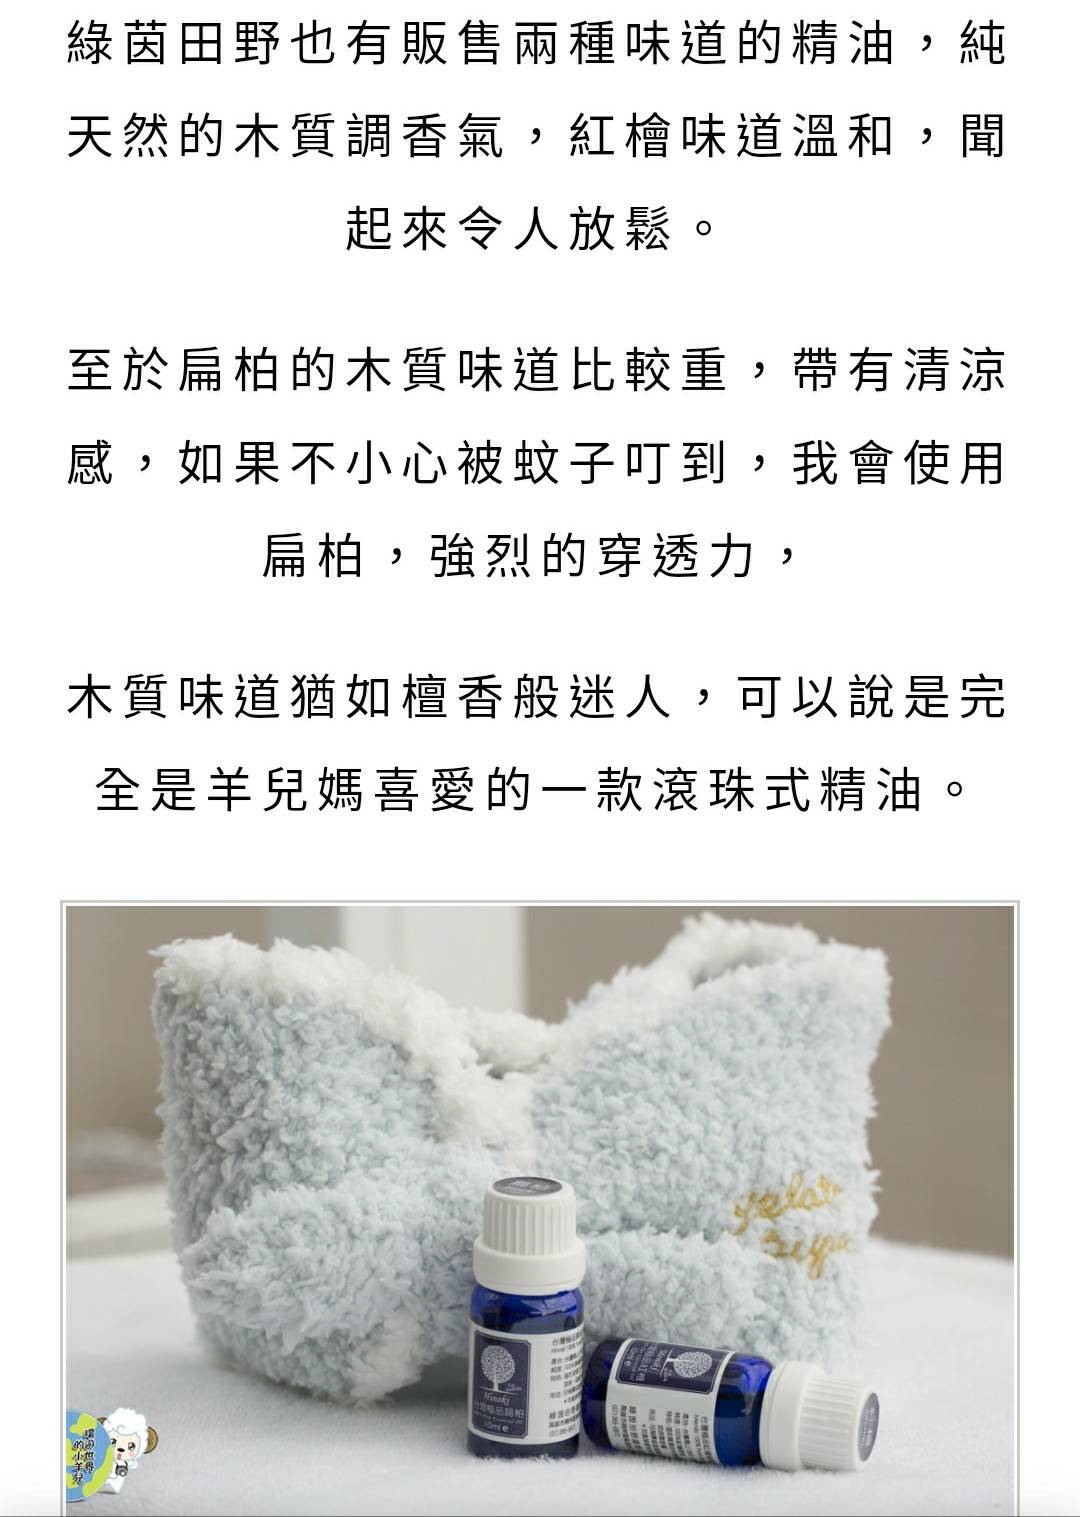 綠茵田野也有販售兩種味道的精油，純
天然的木質調香氣，紅檜味道溫和，聞
起來令人放鬆。
至於扁柏的木質味道比較重，帶有清涼
感，如果不小心被蚊子叮到，我會使用
扁柏，強烈的穿透力，
木質味道猶如檀香般迷人，可以說是完
全是羊兒媽喜愛的一款滾珠式精油。
gelato
Hinoki
台灣極品扁柏
10ml e
Hinoki
環遊世界
的小羊兒